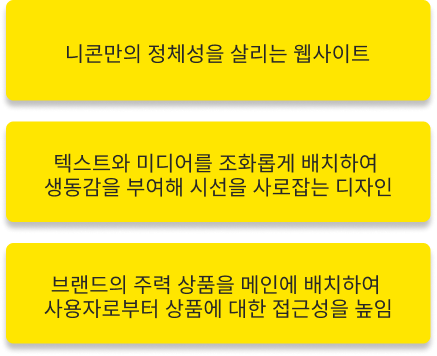 니콘만의 정체성을 살리는 웹사이트
텍스트와 미디어를 조화롭게 배치하여
생동감을 부여해 시선을 사로잡는 디자인
브랜드의 주력 상품을 메인에 배치하여
사용자로부터 상품에 대한 접근성을 높임